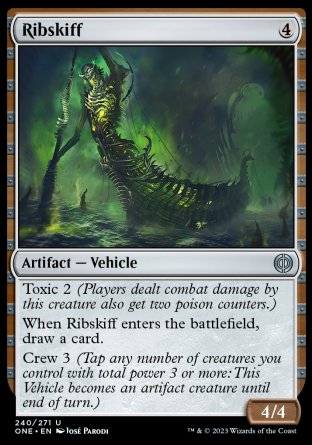 Ribskiff 4
Artifact — Vehicle
Toxic 2 (Players dealt combat damage by
this creature also get two poison counters.)
When Ribskiff enters the battlefield,
draw a card.
Crew 3 (Tap any number of creatures you
control with total power 3 or more: This
Vehicle becomes an artifact creature until
end of turn.)
4/4
240/271 U
ONE • EN José Parodi
™ & © 2023 Wizards of the Coast